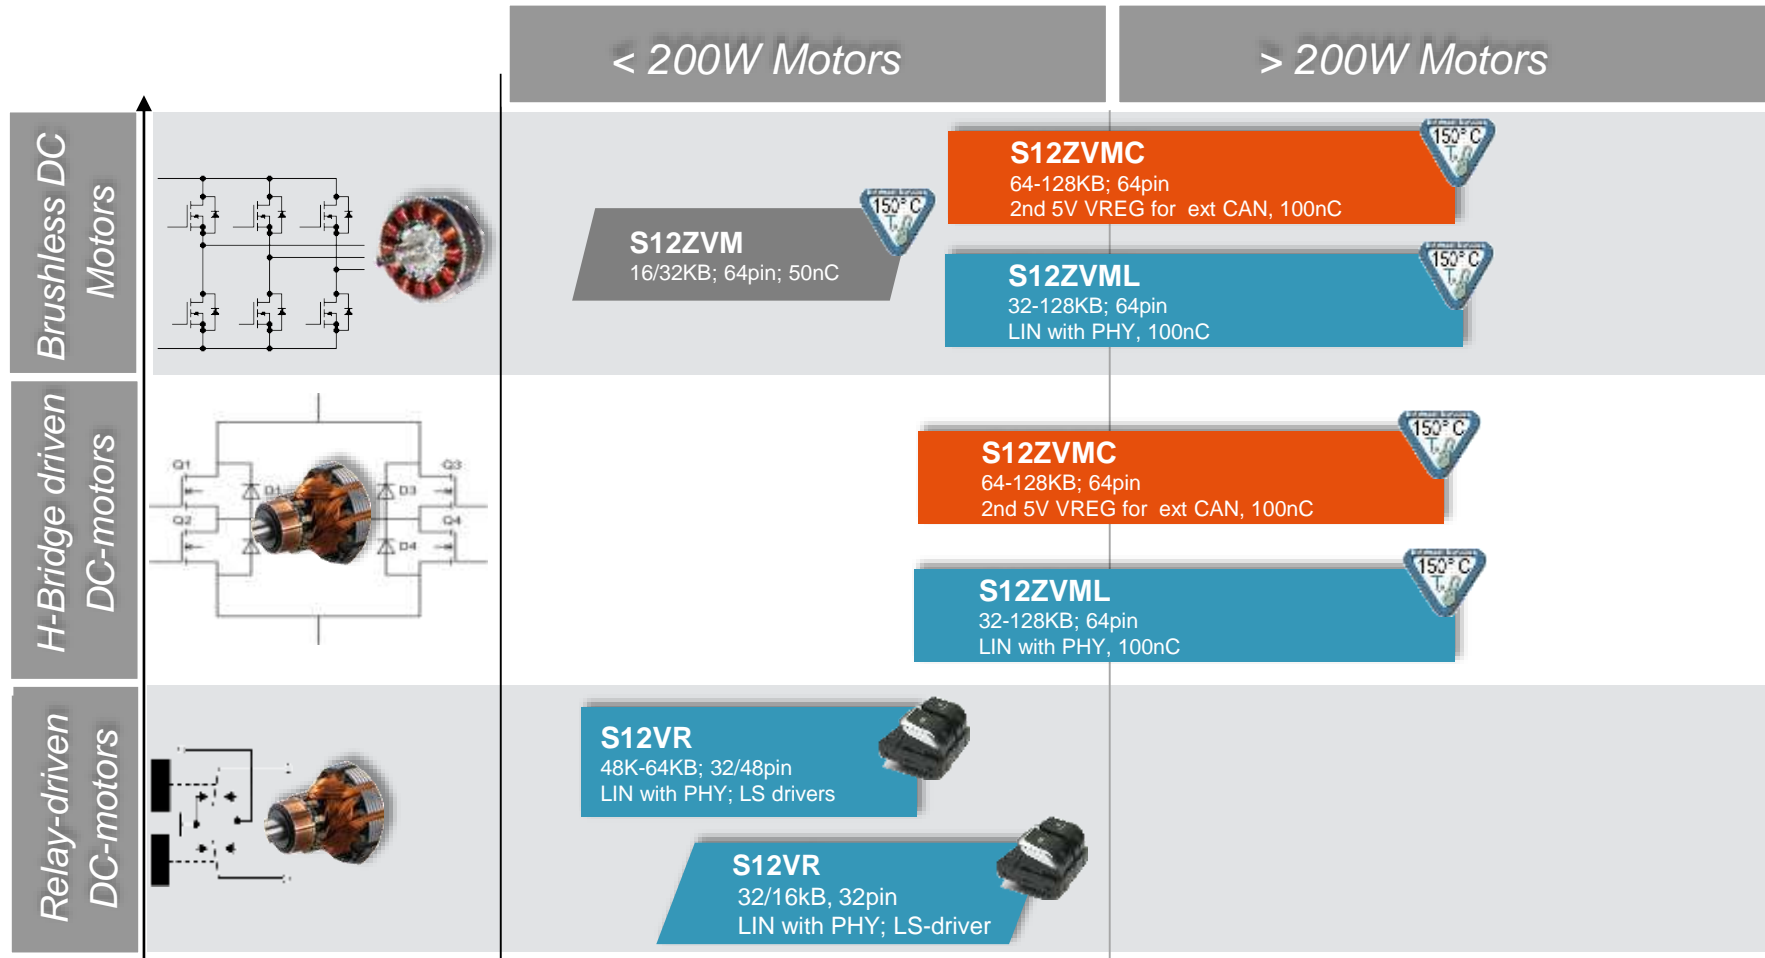 < 200W Motors
> 200W Motors
Brushless DC
Motors
150° C
S12ZVM
16/32KB; 64pin; 50nC
150° C
S12ZVMC
64-128KB; 64pin
2nd 5V VREG for ext CAN, 100nC
150° C
S12ZVML
32-128KB; 64pin
LIN with PHY, 100nC
H-Bridge driven
DC-motors
Q1
D1
D3
Q3
Q2
D4
Q4
150° C
S12ZVMC
64-128KB; 64pin
2nd 5V VREG for ext CAN, 100nC
150° C
S12ZVML
32-128KB; 64pin
LIN with PHY, 100nC
Relay-driven
DC-motors
S12VR
48K-64KB; 32/48pin
LIN with PHY; LS drivers
S12VR
32/16kB, 32pin
LIN with PHY; LS-driver